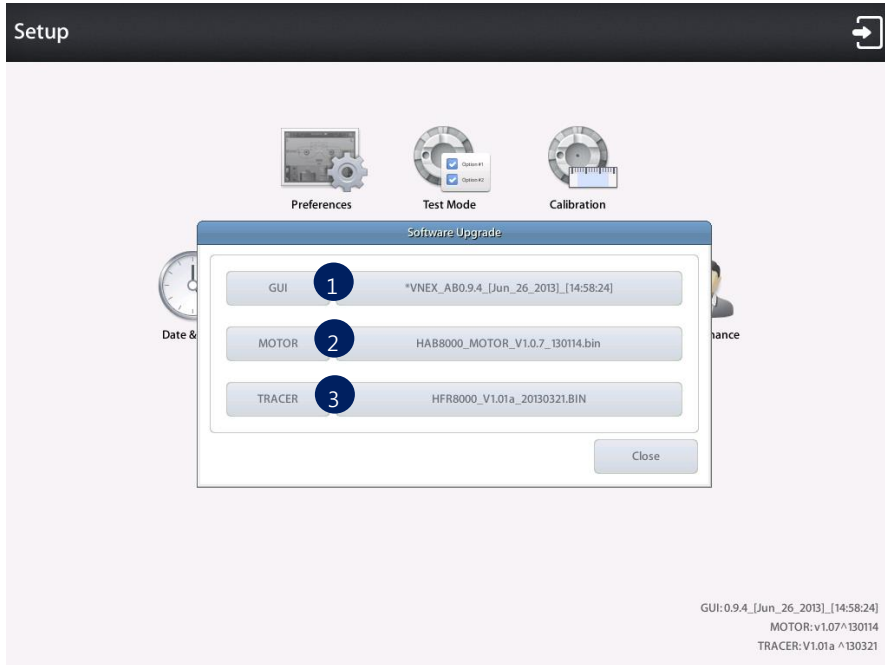 Setup
Option#1
Option#2
Preferences
Test Mode
Calibration
Software Upgrade
GUI 1 *VNEX_AB0.9.4_[Jun_26_2013]_[14:58:24]
Date &
MOTOR 2 HAB8000_MOTOR_V1.0.7_130114.bin
nance
TRACER 3 HFR8000_V1.01a_20130321.BIN
Close
GUI: 0.9.4_[Jun_26_2013]_[14:58:24]
MOTOR: v1.07^130114
TRACER: V1.01a ^130321